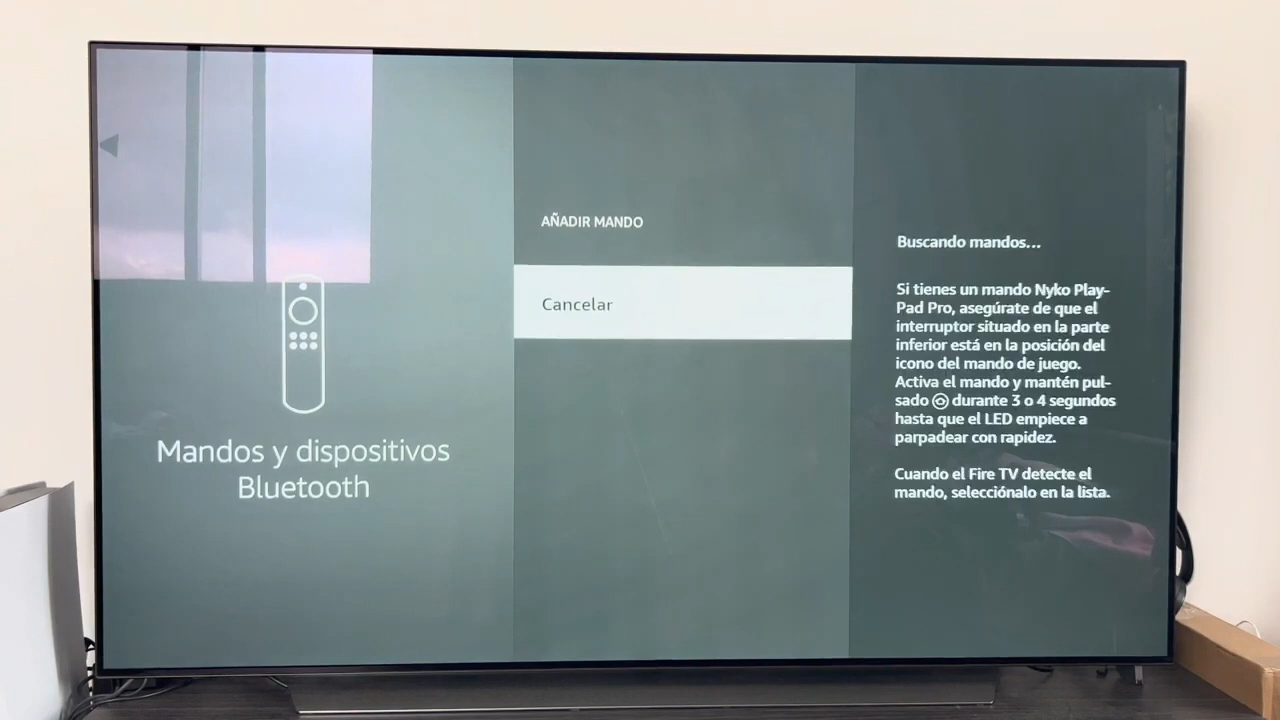 AÑADIR MANDO
Cancelar
Mandos y dispositivos
Bluetooth
Buscando mandos...
Si tienes un mando Nyko Play-
Pad Pro, asegúrate de que el
interruptor situado en la parte
inferior está en la posición del
icono del mando de juego.
Activa el mando y mantén pul-
sado durante 3 o 4 segundos
hasta que el LED empiece a
parpadear con rapidez.
Cuando el Fire TV detecte el
mando, selecciónalo en la lista.